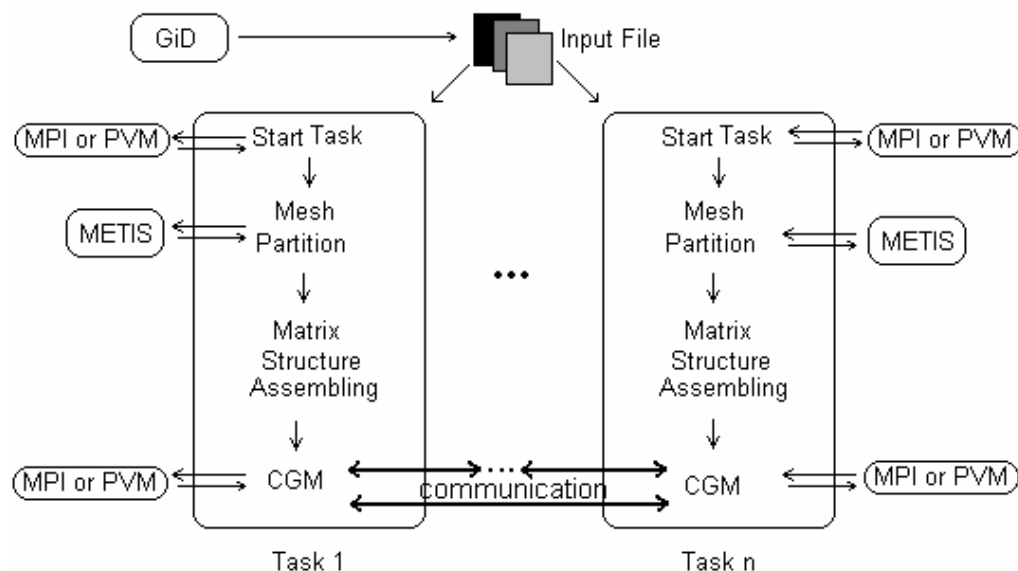 GiD
Input File
MPI or PVM
Start Task
METIS
Mesh
Partition
Matrix
Structure
Assembling
MPI or PVM
CGM
Task 1
...
... communication
Start Task
MPI or PVM
Mesh
Partition
METIS
Matrix
Structure
Assembling
CGM
MPI or PVM
Task n